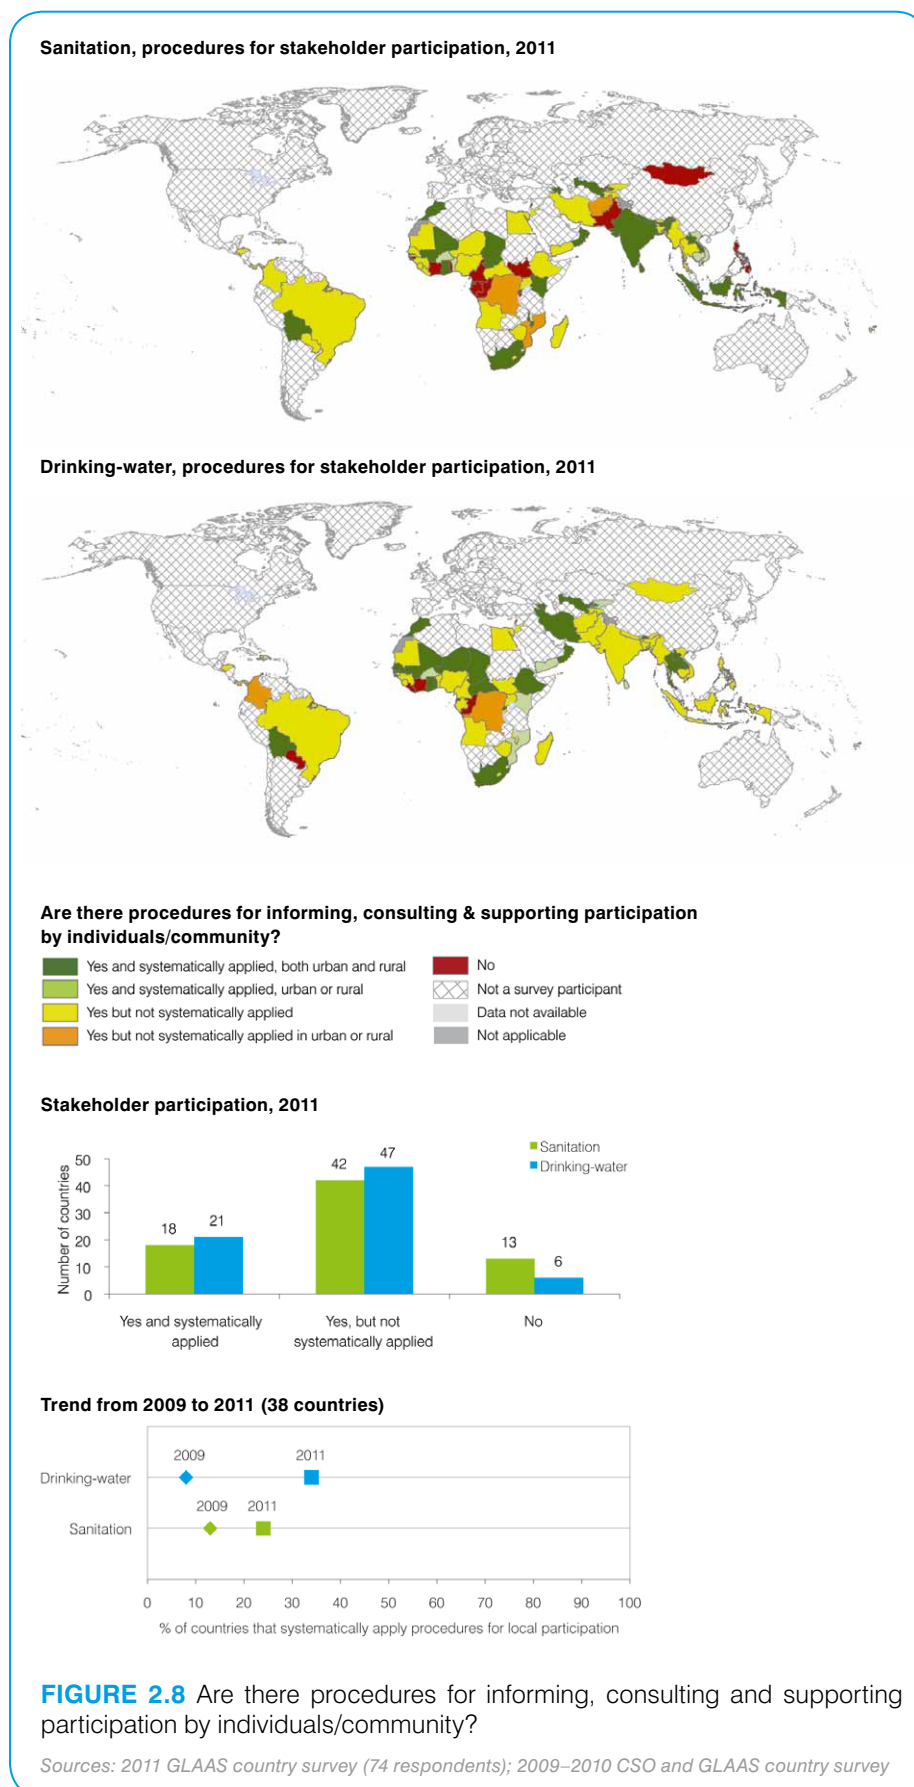 Sanitation, procedures for stakeholder participation, 2011
Drinking-water, procedures for stakeholder participation, 2011
Are there procedures for informing, consulting & supporting participation
by individuals/community?
Yes and systematically applied, both urban and rural
Yes and systematically applied, urban or rural
Yes but not systematically applied
Yes but not systematically applied in urban or rural
No
Not a survey participant
Data not available
Not applicable
Stakeholder participation, 2011
Number of countries
50
40
30
20
10
0
18
21
42
47
13
6
Sanitation
Drinking-water
Yes and systematically
applied
Yes, but not
systematically applied
No
Trend from 2009 to 2011 (38 countries)
Drinking-water
2009
2011
Sanitation
2009
2011
0 10 20 30 40 50 60 70 80 90 100
% of countries that systematically apply procedures for local participation
FIGURE 2.8 Are there procedures for informing, consulting and supporting
participation by individuals/community?
Sources: 2011 GLAAS country survey (74 respondents); 2009–2010 CSO and GLAAS country survey